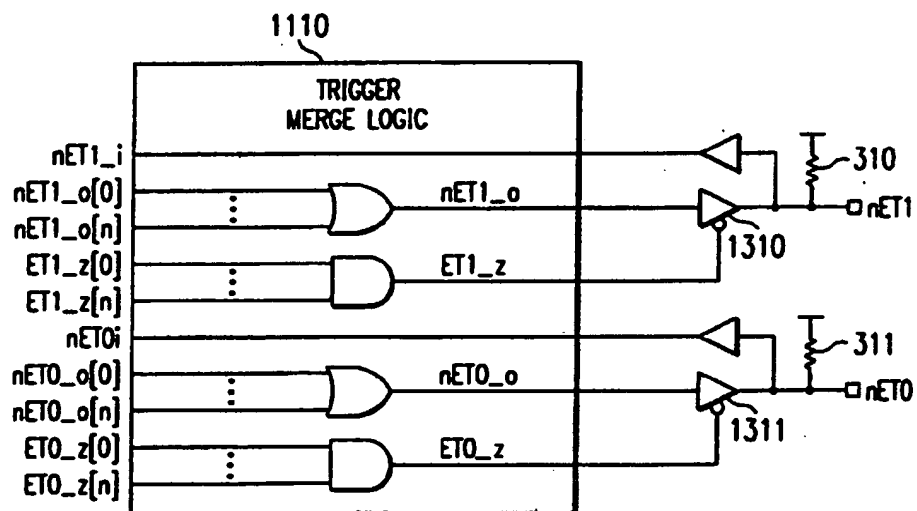 1110
TRIGGER
MERGE LOGIC
nET1_i
310
nET1_o[0]
nET1_o
nET1
nET1_o[n]
1310
ET1_z[0]
ET1_z
ET1_z[n]
nET0i
311
nET0_o[0]
nET0_o
nET0
nET0_o[n]
1311
ET0_z[0]
ET0_z
ET0_z[n]